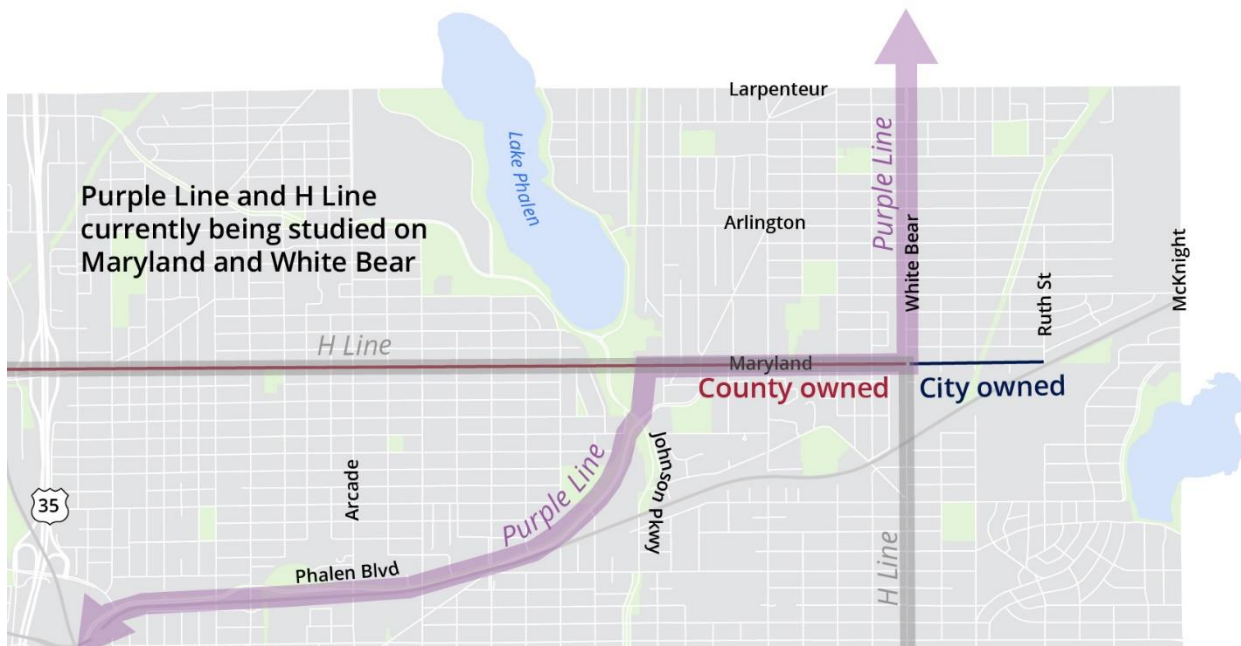 Larpenteur
Lake Phalen
Purple Line
Purple Line and H Line
currently being studied on
Maryland and White Bear
Arlington
White Bear
McKnight
Ruth St
H Line
Maryland
County owned
City owned
Johnson Pkwy
Purple Line
Arcade
35
H Line
Phalen Blvd